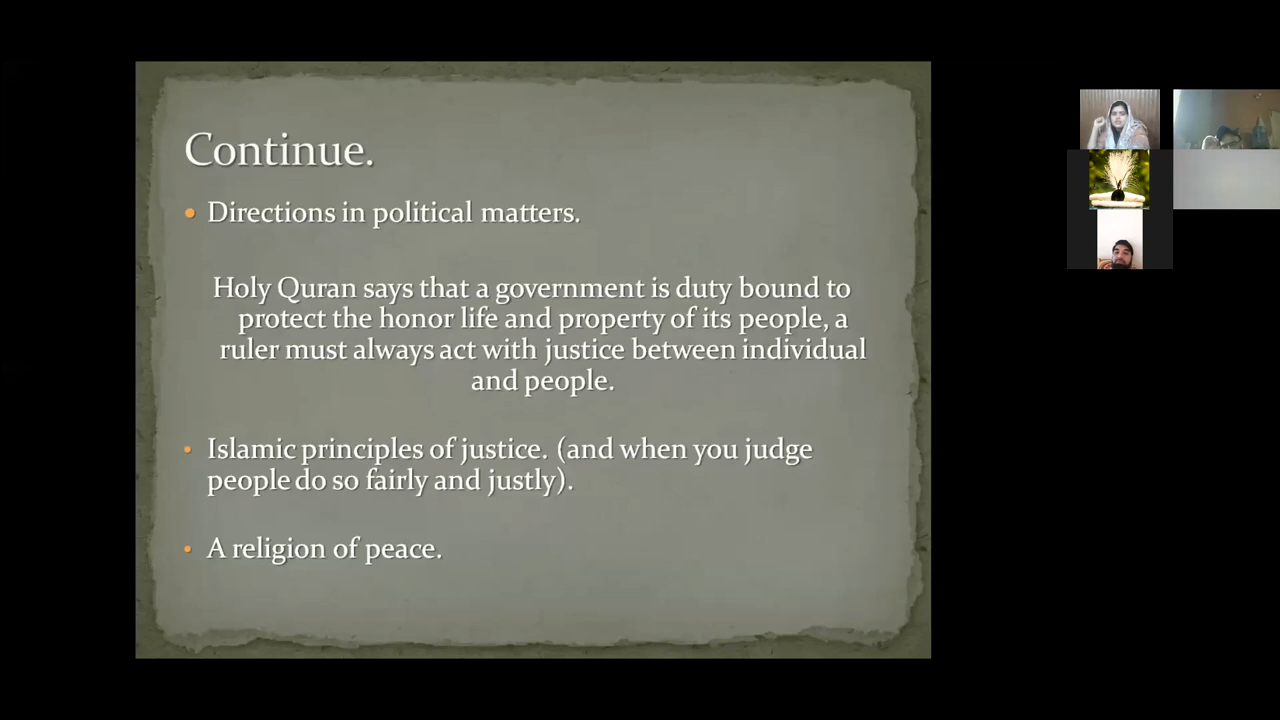 Continue.
Directions in political matters.
Holy Quran says that a government is duty bound to
protect the honor life and property of its people, a
ruler must always act with justice between individual
and people.
Islamic principles of justice. (and when you judge
people do so fairly and justly).
A religion of peace.